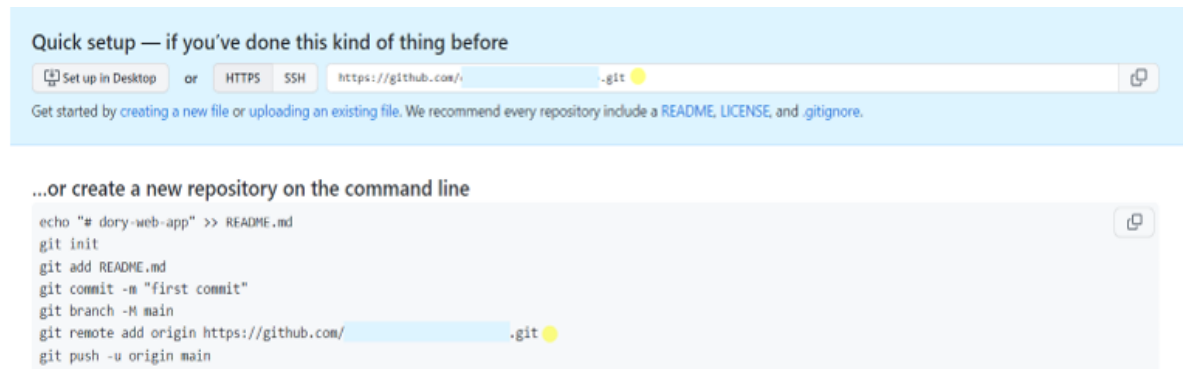 Quick setup — if you've done this kind of thing before
Set up in Desktop or HTTPS SSH https://github.com/ .git
Get started by creating a new file or uploading an existing file. We recommend every repository include a README, LICENSE, and .gitignore.
...or create a new repository on the command line
echo "# dory-web-app" >> README.md
git init
git add README.md
git commit -m "first commit"
git branch -M main
git remote add origin https://github.com/ .git
git push -u origin main